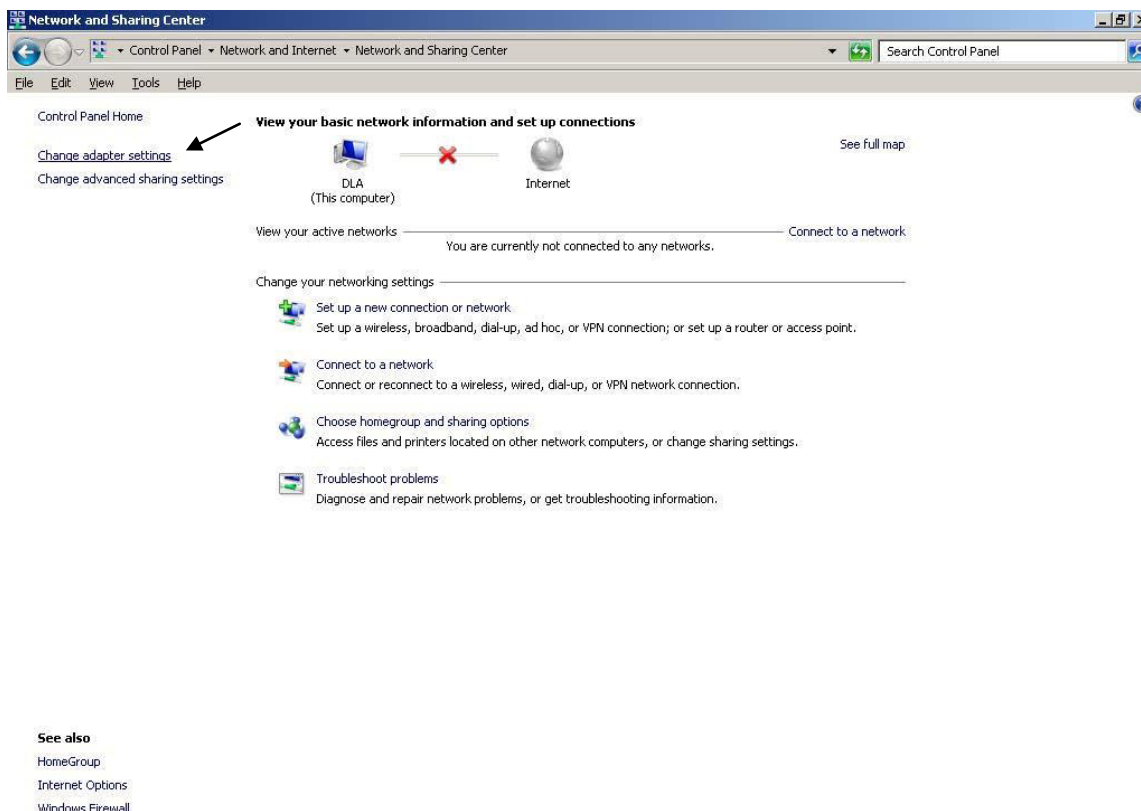 Network and Sharing Center
Control Panel Network and Internet Network and Sharing Center Search Control Panel
File Edit View Tools Help
Control Panel Home
Change adapter settings
Change advanced sharing settings
View your basic network information and set up connections
See full map
DLA
(This computer)
Internet
View your active networks
Connect to a network
You are currently not connected to any networks.
Change your networking settings
Set up a new connection or network
Set up a wireless, broadband, dial-up, ad hoc, or VPN connection; or set up a router or access point.
Connect to a network
Connect or reconnect to a wireless, wired, dial-up, or VPN network connection.
Choose homegroup and sharing options
Access files and printers located on other network computers, or change sharing settings.
Troubleshoot problems
Diagnose and repair network problems, or get troubleshooting information.
See also
HomeGroup
Internet Options
Windows Firewall